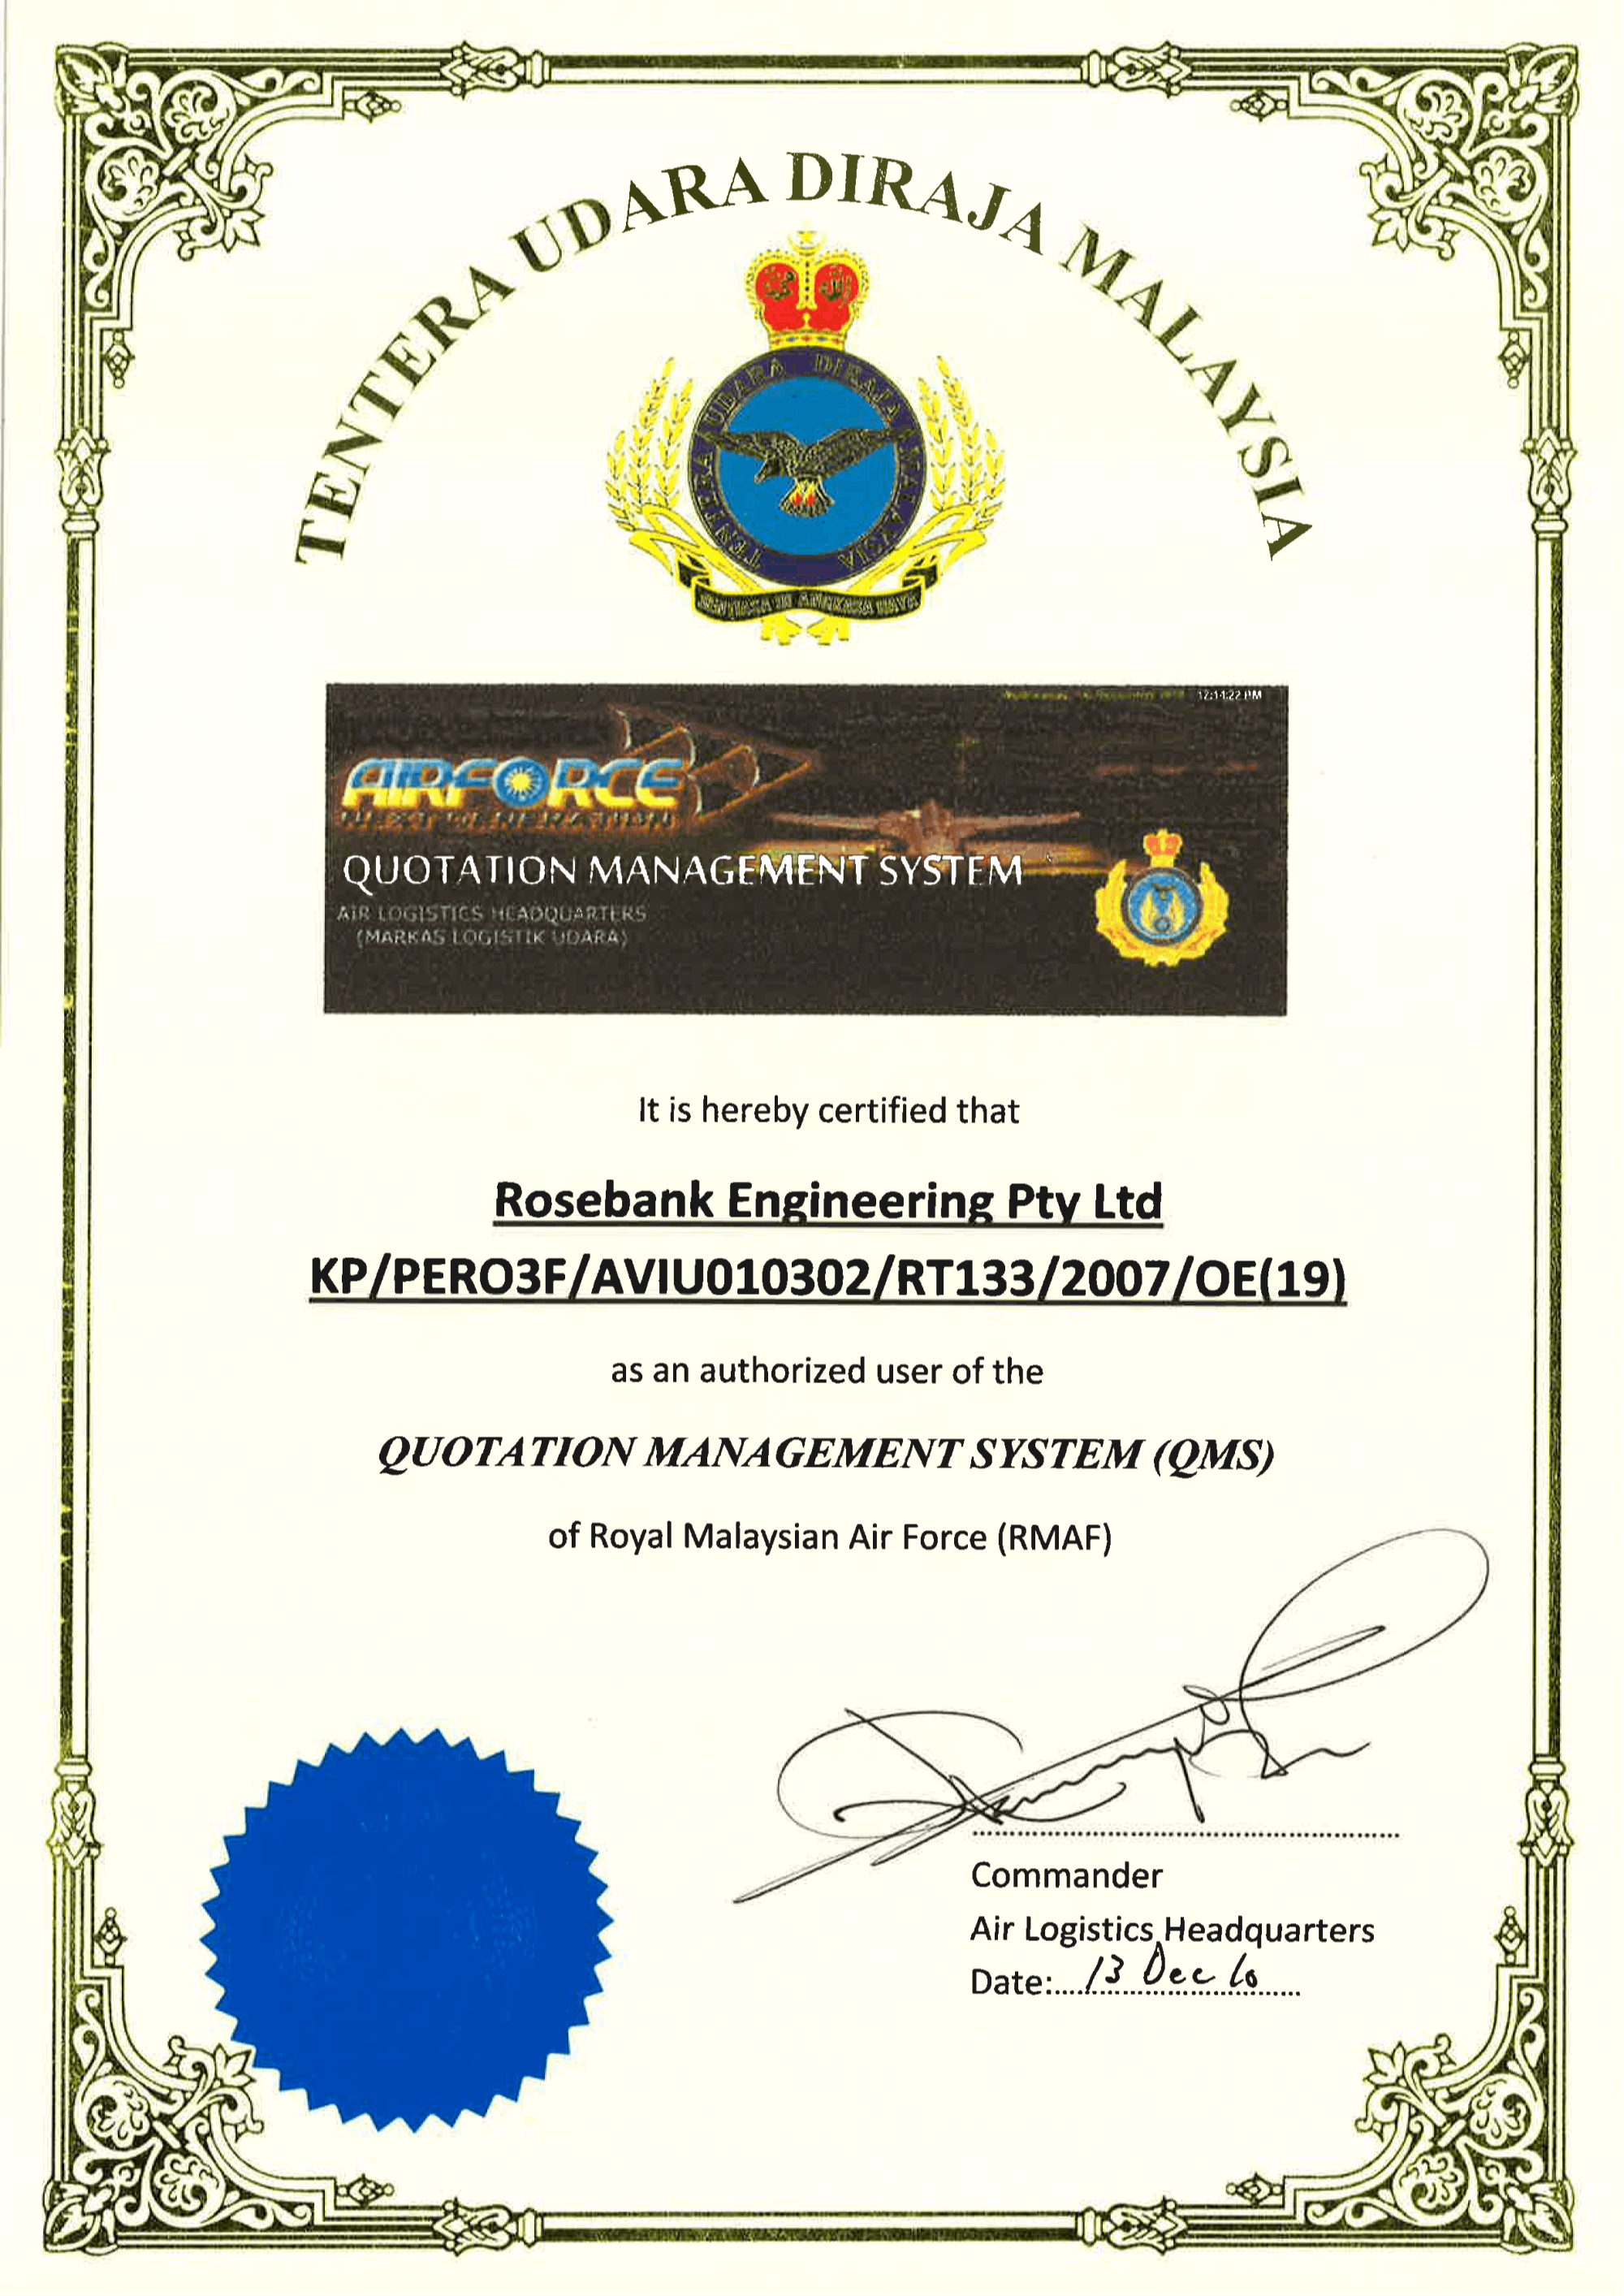 TENTERA UDARA DIRAJA MALAYSIA
TENTERA UDARA DIRAJA MALAYSIA
SENTIASA DI ANGKASA RAYA
12:14:22 PM
AIRFORCE
NEXT GENERATION
QUOTATION MANAGEMENT SYSTEM
AIR LOGISTICS HEADQUARTERS
(MARKAS LOGISTIK UDARA)
It is hereby certified that
Rosebank Engineering Pty Ltd
KP/PERO3F/AVIU010302/RT133/2007/OE(19)
as an authorized user of the
QUOTATION MANAGEMENT SYSTEM (QMS)
of Royal Malaysian Air Force (RMAF)
Commander
Air Logistics Headquarters
Date: 13 Dec 10